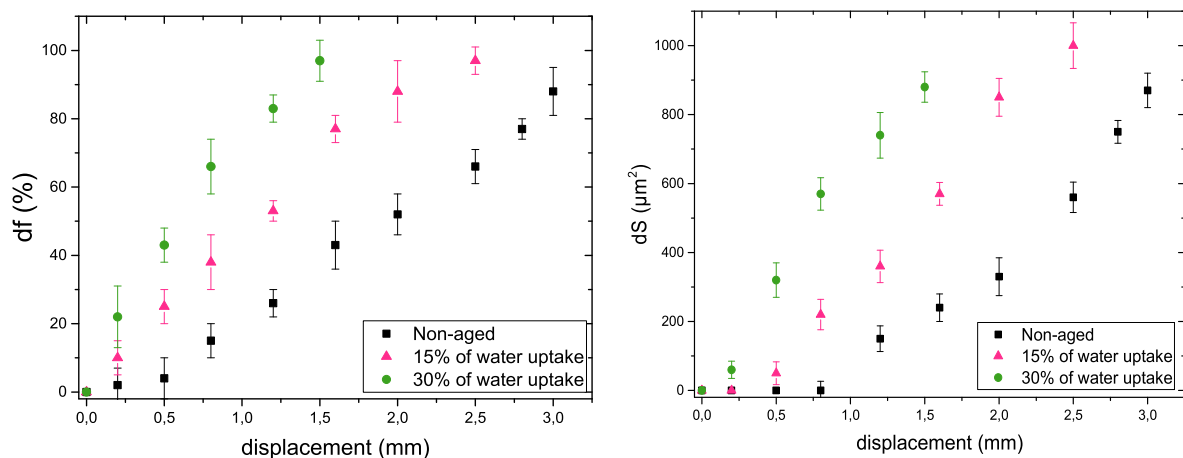 df (%)
100
80
60
40
20
0
0,0 0,5 1,0 1,5 2,0 2,5 3,0
displacement (mm)
Non-aged
15% of water uptake
30% of water uptake
dS (µm²)
1000
800
600
400
200
0
0,0 0,5 1,0 1,5 2,0 2,5 3,0
displacement (mm)
Non-aged
15% of water uptake
30% of water uptake